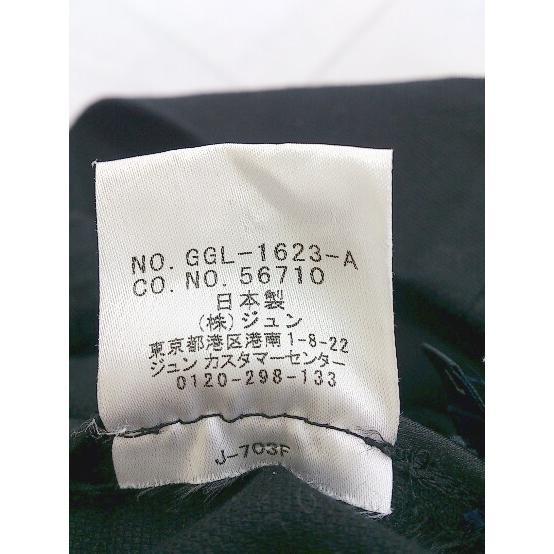 NO. GGL-1623-A
CO. NO. 56710
日本製
(株)ジュン
東京都港区港南1-8-22
ジュン カスタマーセンター
0120-298-133
J-703F